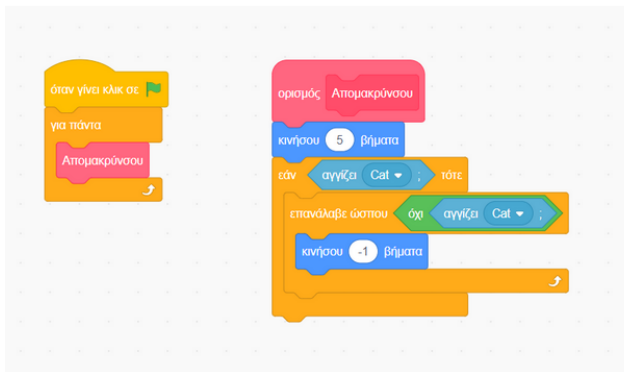 όταν γίνει κλικ σε
για πάντα
Απομακρύνσου
ορισμός Απομακρύνσου
κινήσου 5 βήματα
εάν αγγίζει Cat ; τότε
επανάλαβε ώσπου όχι αγγίζει Cat ;
κινήσου -1 βήματα